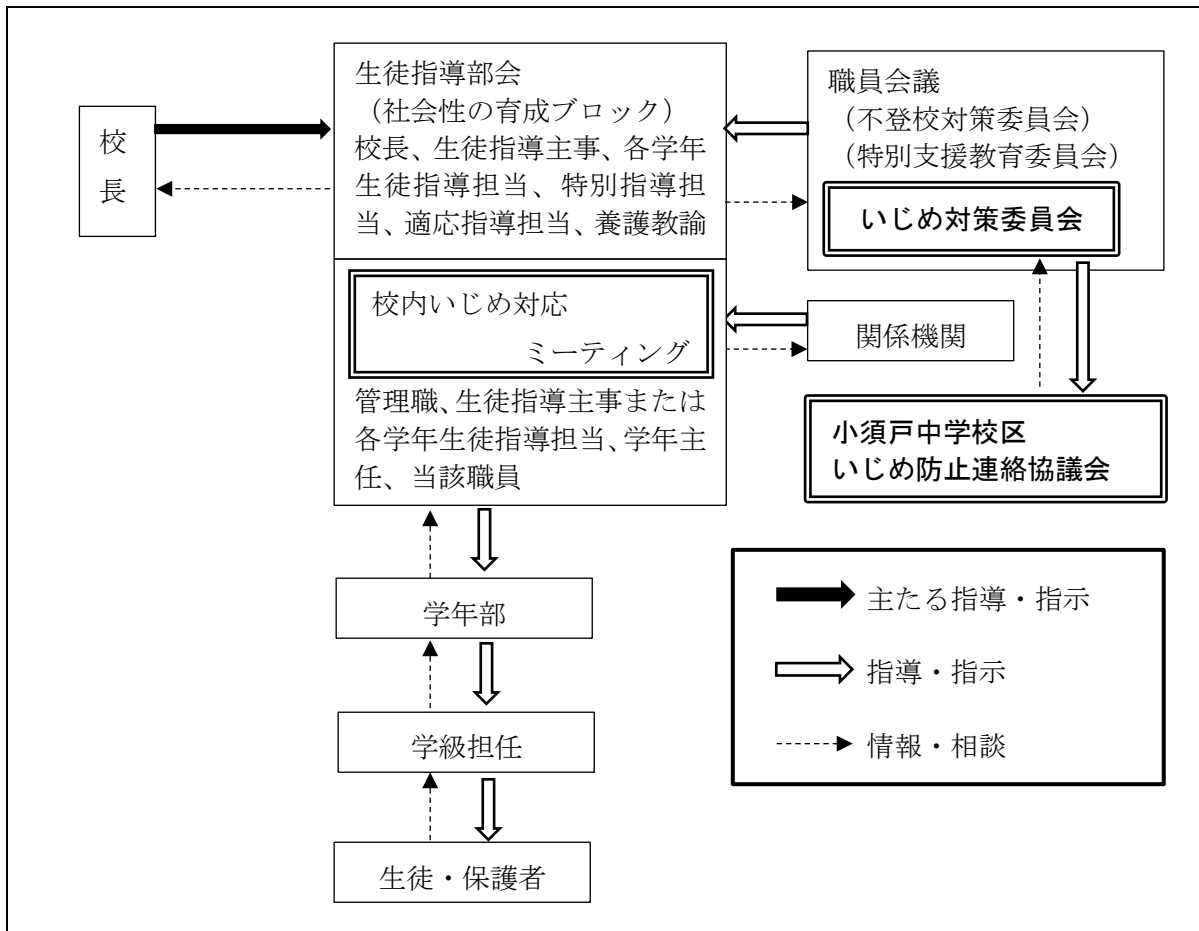 生徒指導部会
（社会性の育成ブロック）
校長、生徒指導主事、各学年
生徒指導担当、特別指導担
当、適応指導担当、養護教諭
校長
職員会議
（不登校対策委員会）
（特別支援教育委員会）
いじめ対策委員会
校内いじめ対応
ミーティング
管理職、生徒指導主事または
各学年生徒指導担当、学年主
任、当該職員
関係機関
小須戸中学校区
いじめ防止連絡協議会
学年部
学級担任
生徒・保護者
主たる指導・指示
指導・指示
情報・相談